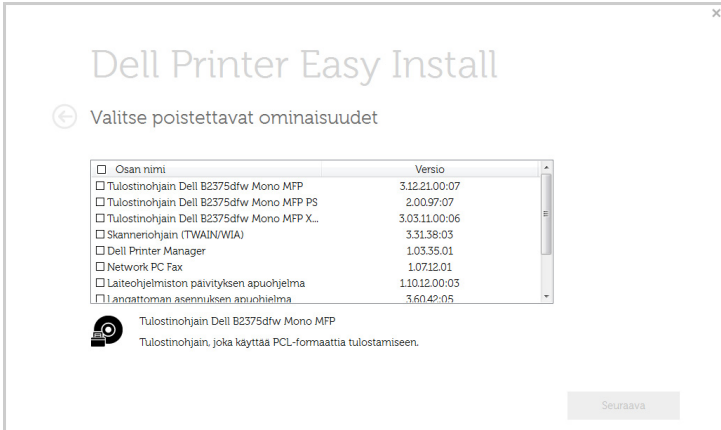 Dell Printer Easy Install
Valitse poistettavat ominaisuudet
Osan nimi Versio
Tulostinohjain Dell B2375dfw Mono MFP 3.12.21.00:07
Tulostinohjain Dell B2375dfw Mono MFP PS 2.00.97:07
Tulostinohjain Dell B2375dfw Mono MFP X... 3.03.11.00:06
Skanneriohjain (TWAIN/WIA) 3.31.38:03
Dell Printer Manager 1.03.35.01
Network PC Fax 1.07.12.01
Laiteohjelmiston päivityksen apuohjelma 1.10.12.00:03
Langattoman asennuksen apuohjelma 3.60.42:05
Tulostinohjain Dell B2375dfw Mono MFP
Tulostinohjain, joka käyttää PCL-formaattia tulostamiseen.
Seuraava